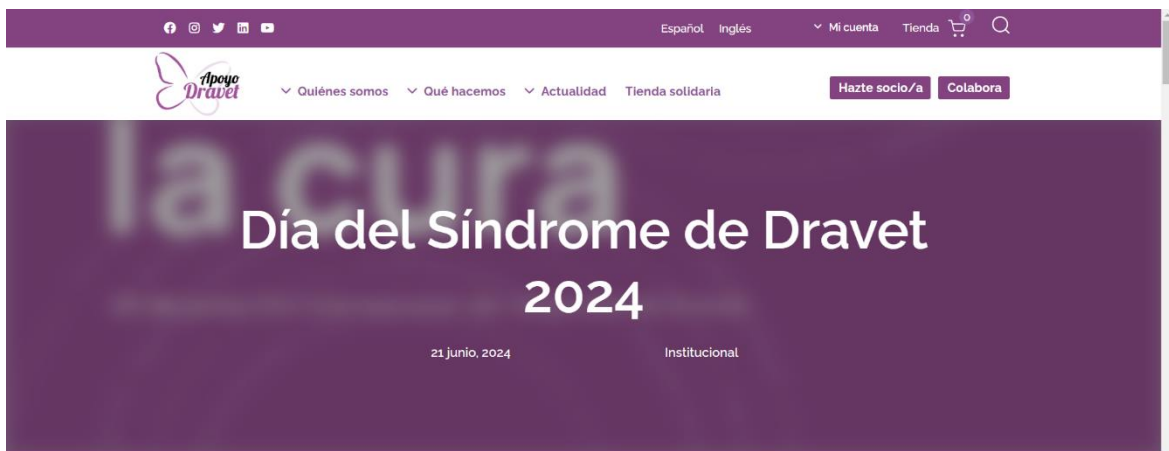 Español Inglés Mi cuenta Tienda 0
Apoyo
Dravet
Quiénes somos Qué hacemos Actualidad Tienda solidaria Hazte socio/a Colabora
la cura
Día del Síndrome de Dravet
2024
21 junio, 2024 Institucional